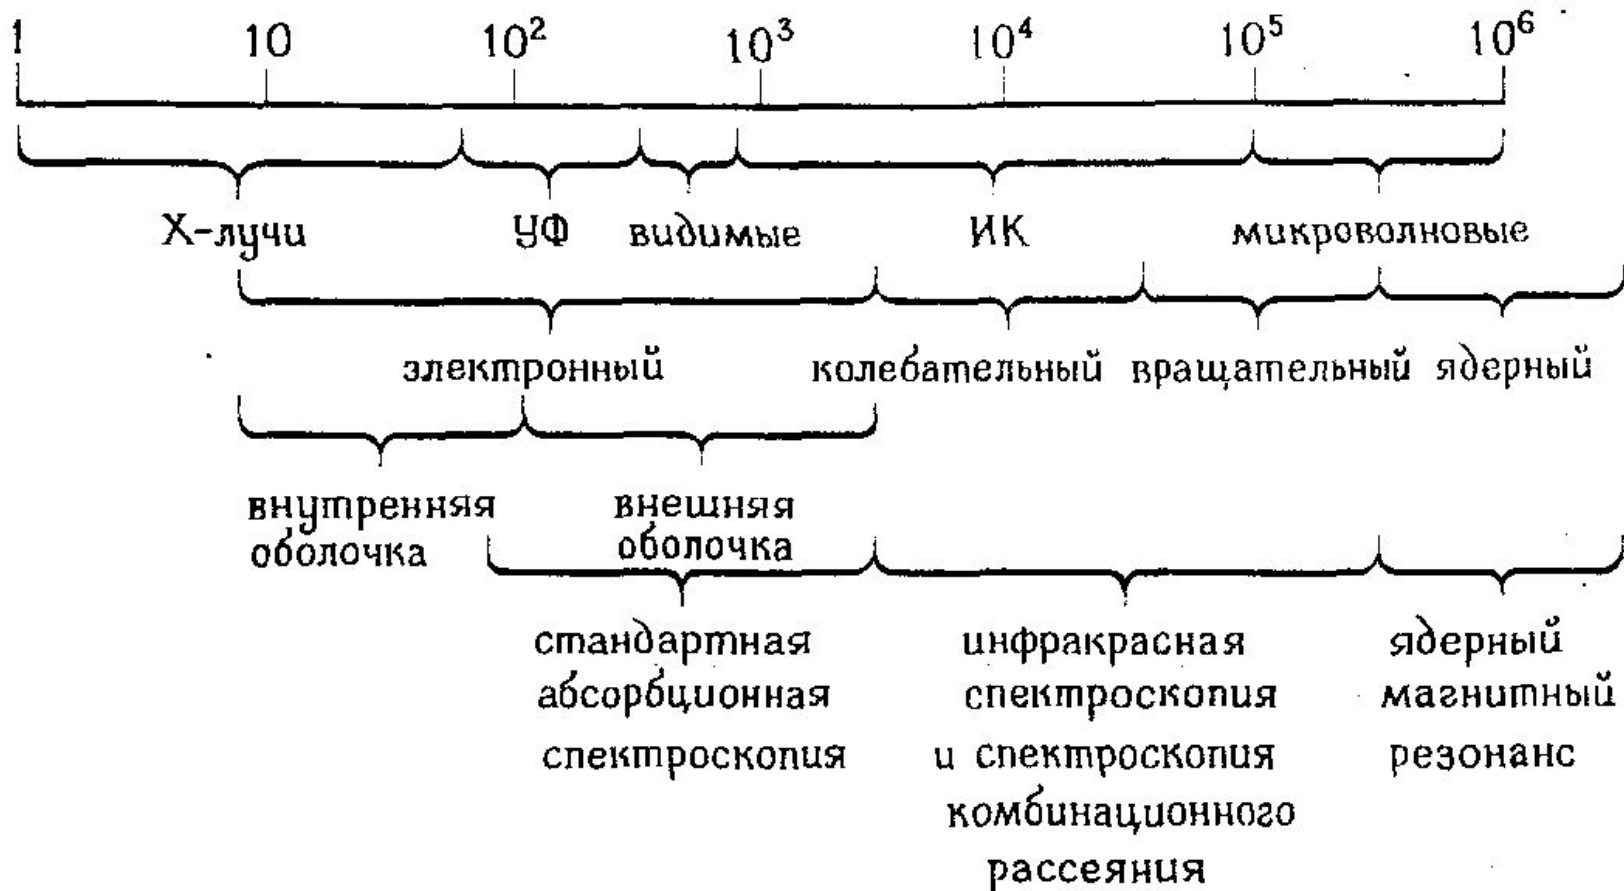 1 10 10² 10³ 10⁴ 10⁵ 10⁶
X-лучи УФ видимые ИК микроволновые
электронный колебательный вращательный ядерный
внутренняя оболочка
внешняя оболочка
стандартная
абсорбционная
спектроскопия
инфракрасная
спектроскопия
и спектроскопия
комбинационного
рассеяния
ядерный
магнитный
резонанс